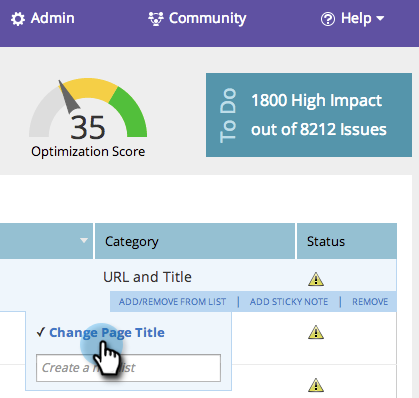 Admin
Community
Help
35
Optimization Score
To Do
1800 High Impact
out of 8212 Issues
Category
Status
URL and Title
ADD/REMOVE FROM LIST | ADD STICKY NOTE | REMOVE
✓ Change Page Title
Create a list